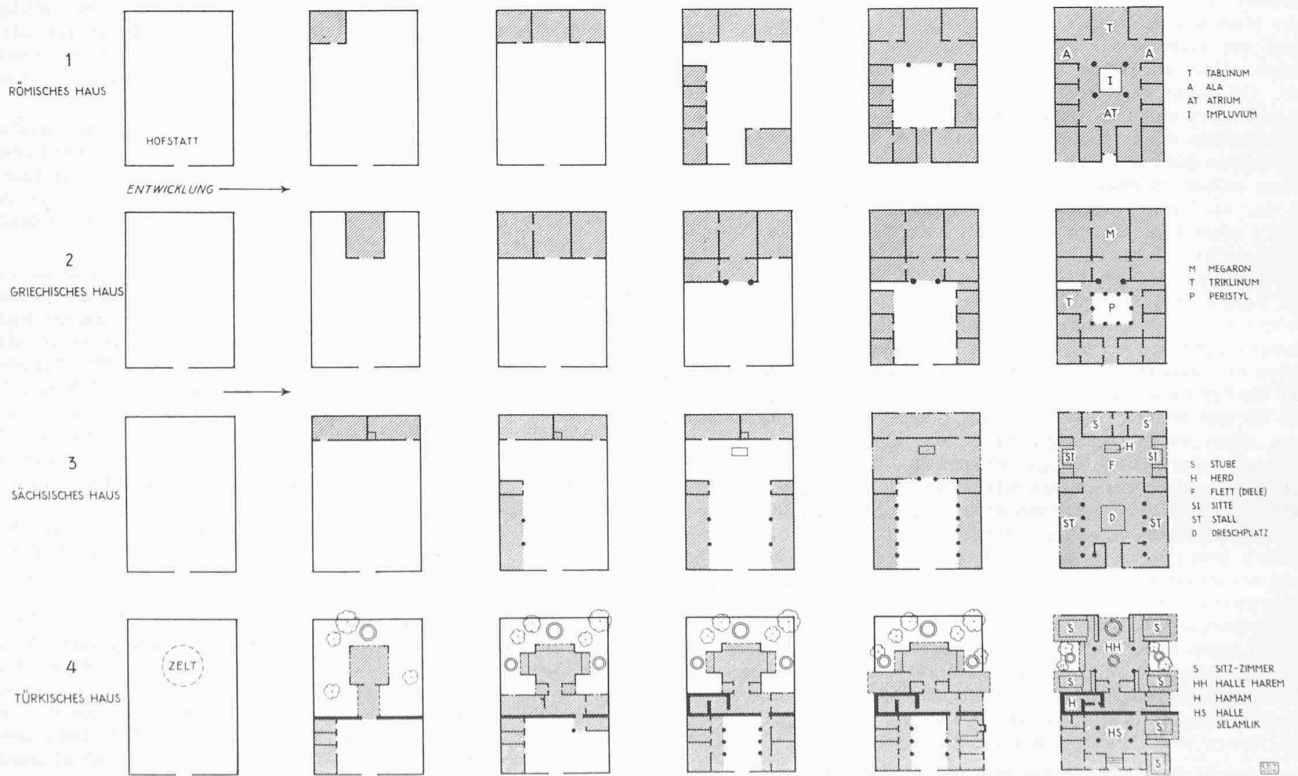 1
RÖMISCHES HAUS
HOFSTATT
T
A A
I
AT
T TABLINUM
A ALA
AT ATRIUM
I IMPLUVIUM
ENTWICKLUNG
2
GRIECHISCHES HAUS
M
T
P
M MEGARON
T TRIKLINUM
P PERISTYL
3
SÄCHSISCHES HAUS
S S
H
SI SI
F
ST ST
D
S STUBE
H HERD
F FLETT (DIELE)
SI SITTE
ST STALL
D DRESCHPLATZ
4
TÜRKISCHES HAUS
ZELT
S S
HH
S S
H
HS S
S
S SITZ-ZIMMER
HH HALLE HAREM
H HAMAM
HS HALLE
SELAMLIK
SBZ